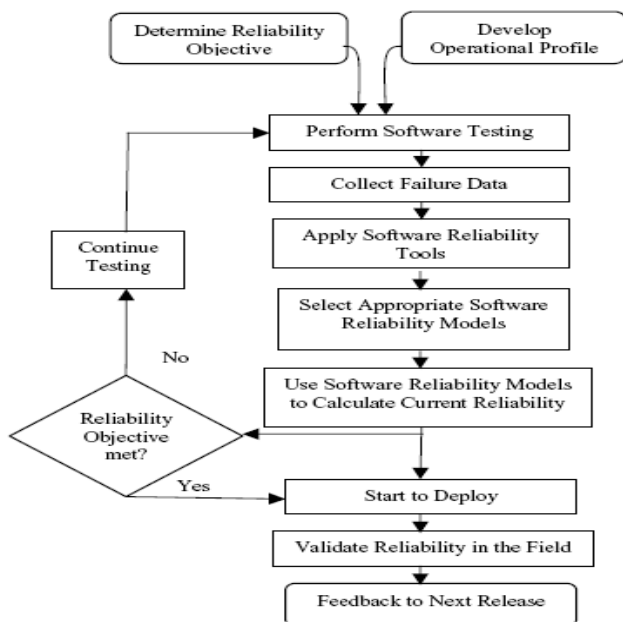 Determine Reliability
Objective
Develop
Operational Profile
Perform Software Testing
Collect Failure Data
Continue
Testing
Apply Software Reliability
Tools
Select Appropriate Software
Reliability Models
No
Use Software Reliability Models
to Calculate Current Reliability
Reliability
Objective
met?
Yes
Start to Deploy
Validate Reliability in the Field
Feedback to Next Release